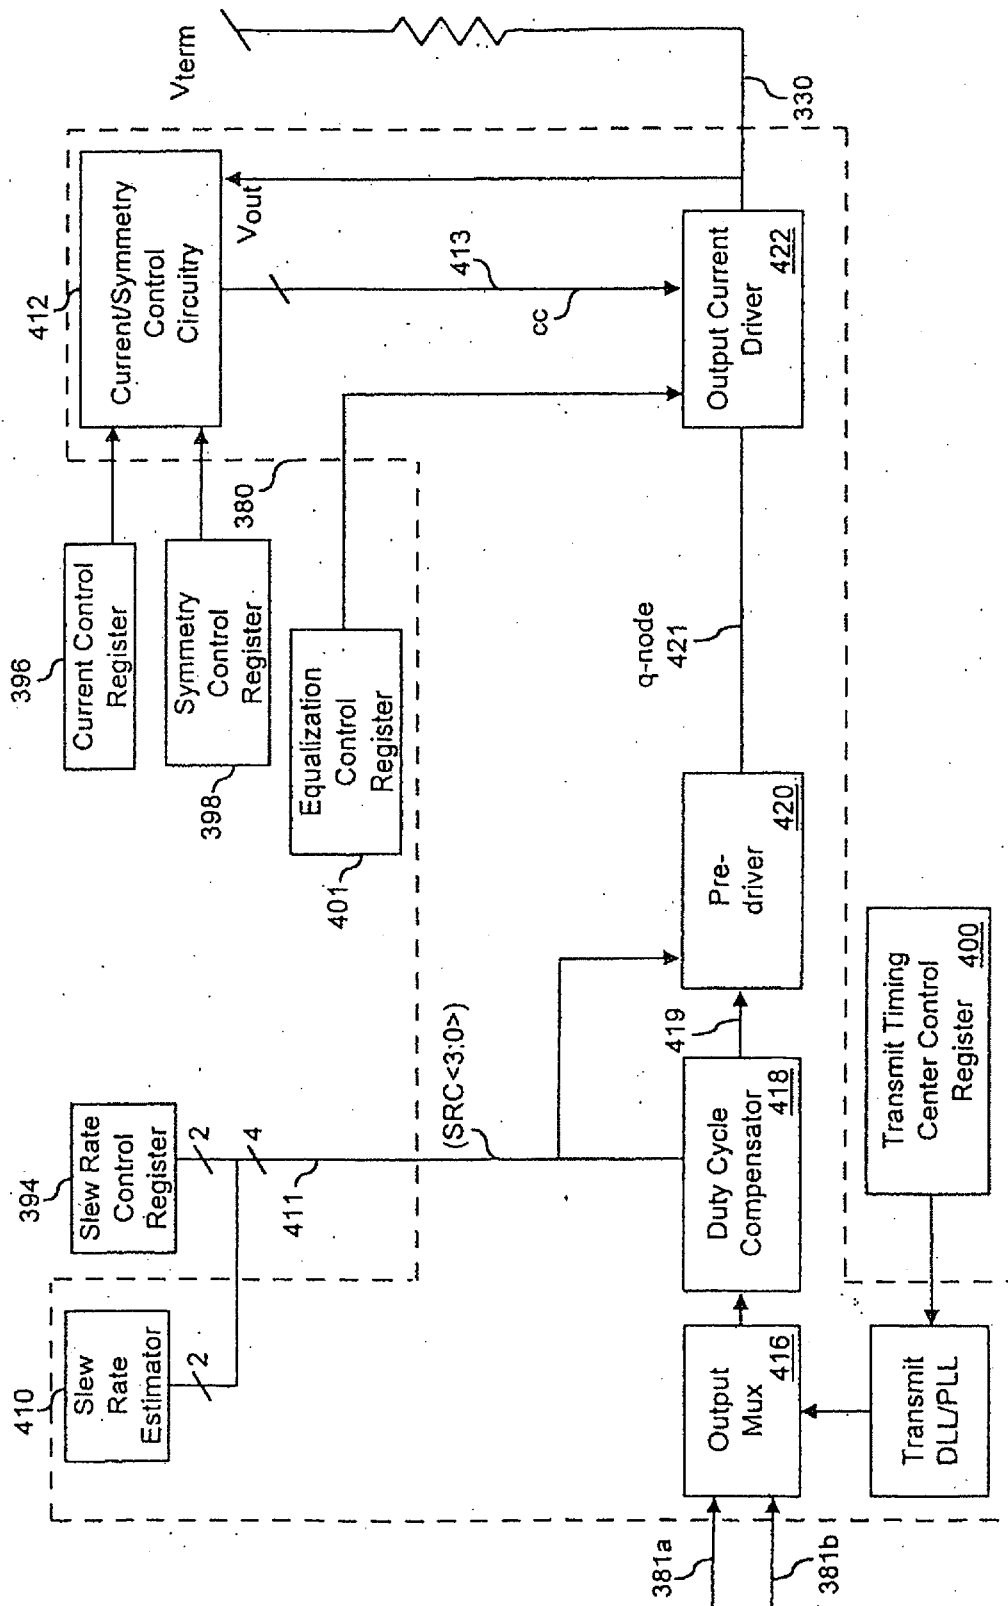 410
Slew
Rate
Estimator
2
394
Slew Rate
Control
Register
2
4
411
(SRC<3:0>)
396
Current Control
Register
Symmetry
Control
Register
398
Equalization
Control
Register
401
380
412
Current/Symmetry
Control
Circuitry
Vterm
Vout
413
cc
330
381a
381b
Output
Mux
416
Duty Cycle
Compensator
418
419
Pre-
driver
420
q-node
421
Output Current
Driver
422
Transmit
DLL/PLL
Transmit Timing
Center Control
Register
400